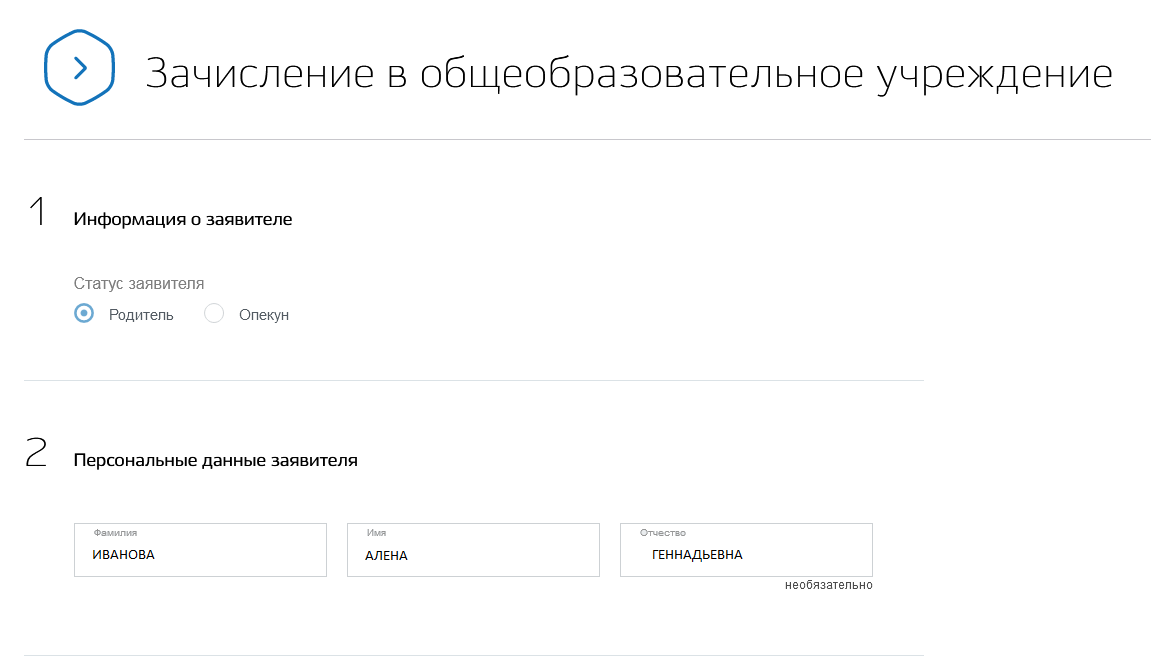 Зачисление в общеобразовательное учреждение
1 Информация о заявителе
Статус заявителя
Родитель Опекун
2 Персональные данные заявителя
Фамилия Имя Отчество
ИВАНОВА АЛЕНА ГЕННАДЬЕВНА
необязательно